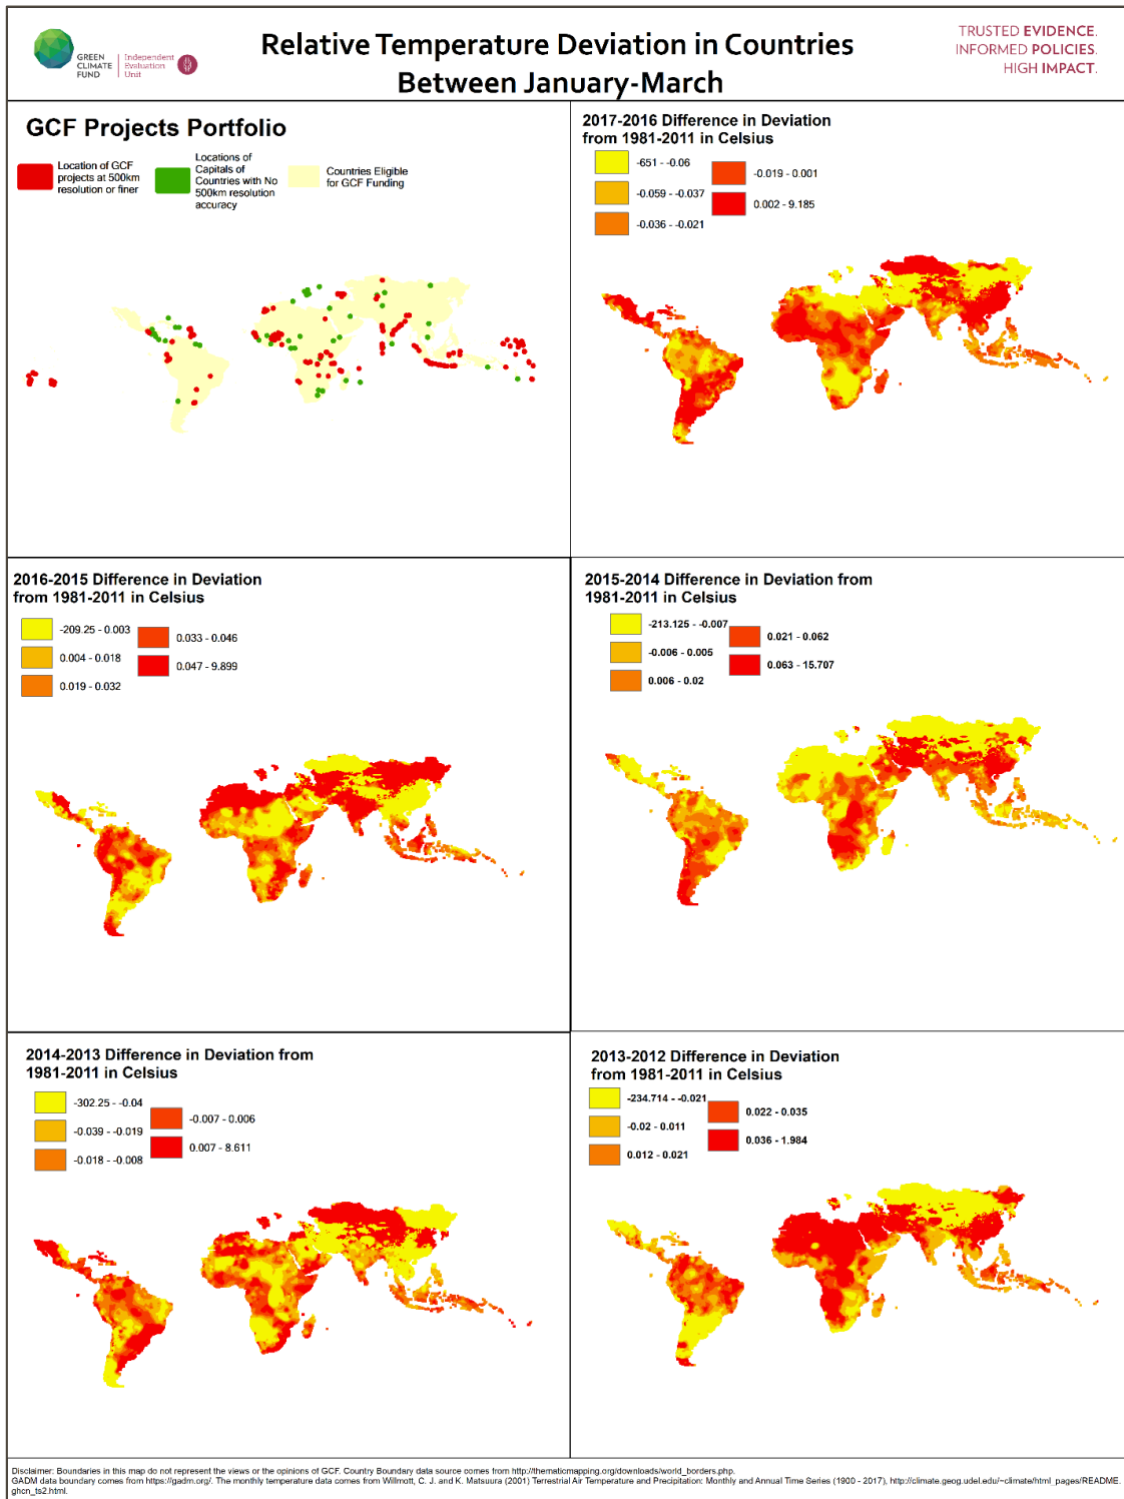 GREEN
CLIMATE
FUND
Independent
Evaluation
Unit
Relative Temperature Deviation in Countries
Between January-March
TRUSTED EVIDENCE.
INFORMED POLICIES.
HIGH IMPACT.
GCF Projects Portfolio
Location of GCF
projects at 500km
resolution or finer
Locations of
Capitals of
Countries with No
500km resolution
accuracy
Countries Eligible
for GCF Funding
2017-2016 Difference in Deviation
from 1981-2011 in Celsius
-651 - -0.06
-0.059 - -0.037
-0.036 - -0.021
-0.019 - 0.001
0.002 - 9.185
2016-2015 Difference in Deviation
from 1981-2011 in Celsius
-209.25 - 0.003
0.004 - 0.018
0.019 - 0.032
0.033 - 0.046
0.047 - 9.899
2015-2014 Difference in Deviation from
1981-2011 in Celsius
-213.125 - -0.007
-0.006 - 0.005
0.006 - 0.02
0.021 - 0.062
0.063 - 15.707
2014-2013 Difference in Deviation from
1981-2011 in Celsius
-302.25 - -0.04
-0.039 - -0.019
-0.018 - -0.008
-0.007 - 0.006
0.007 - 8.611
2013-2012 Difference in Deviation
from 1981-2011 in Celsius
-234.714 - -0.021
-0.02 - 0.011
0.012 - 0.021
0.022 - 0.035
0.036 - 1.984
Disclaimer: Boundaries in this map do not represent the views or the opinions of GCF. Country Boundary data source comes from http://thematicmapping.org/downloads/world_borders.php.
GADM data boundary comes from https://gadm.org/. The monthly temperature data comes from Willmott, C. J. and K. Matsuura (2001) Terrestrial Air Temperature and Precipitation: Monthly and Annual Time Series (1900 - 2017), http://climate.geog.udel.edu/~climate/html_pages/README.
ghcn_ts2.html.